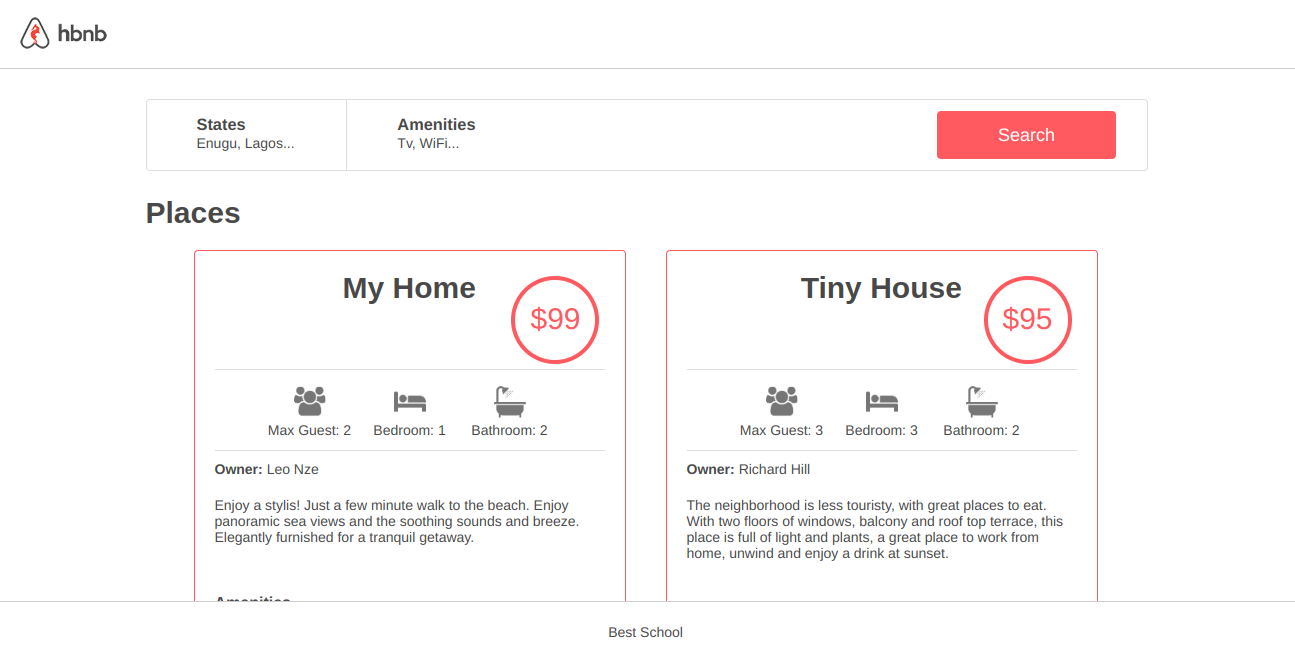 hbnb
States
Enugu, Lagos...
Amenities
Tv, WiFi...
Search
Places
My Home
$99
Max Guest: 2
Bedroom: 1
Bathroom: 2
Owner: Leo Nze
Enjoy a stylis! Just a few minute walk to the beach. Enjoy
panoramic sea views and the soothing sounds and breeze.
Elegantly furnished for a tranquil getaway.
Amenities
Tiny House
$95
Max Guest: 3
Bedroom: 3
Bathroom: 2
Owner: Richard Hill
The neighborhood is less touristy, with great places to eat.
With two floors of windows, balcony and roof top terrace, this
place is full of light and plants, a great place to work from
home, unwind and enjoy a drink at sunset.
Best School